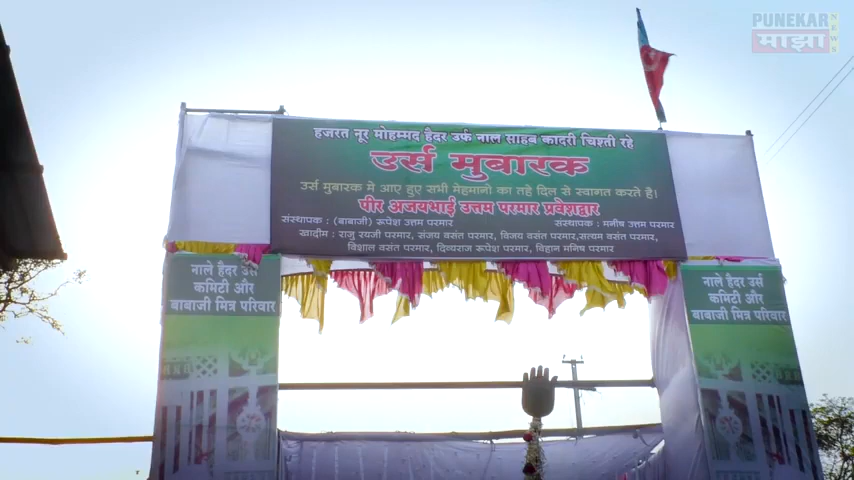 PUNEKAR
माझा
NEWS
हजरत नूर मोहम्मद हैदर उर्फ नाल साहब कादरी चिश्ती रहे
उर्स मुबारक
उर्स मुबारक मे आए हुए सभी मेहमानो का तहे दिल से स्वागत करते है।
पीर अजयभाई उत्तम परमार प्रवेशद्वार
संस्थापक : (बाबाजी) रूपेश उत्तम परमार
संस्थापक : मनीष उत्तम परमार
खादीम : राजु रयजी परमार, संजय वसंत परमार, विजय वसंत परमार,सत्यम वसंत परमार,
विशाल वसंत परमार, दिव्यराज रूपेश परमार, विहान मनिष परमार
नाले हैदर उर्स
कमिटी और
बाबाजी मित्र परिवार
नाले हैदर उर्स
कमिटी और
बाबाजी मित्र परिवार